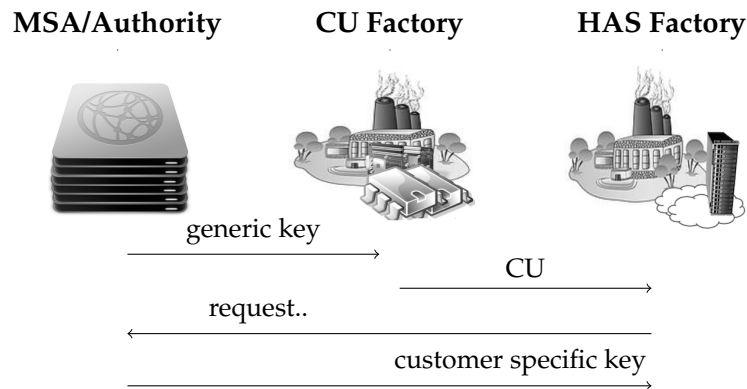 MSA/Authority CU Factory HAS Factory
generic key
CU
request..
customer specific key